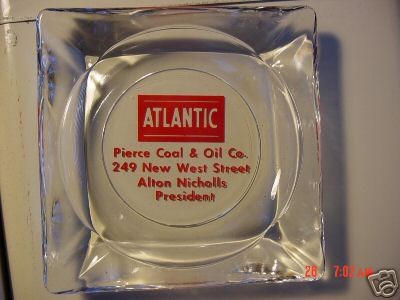 ATLANTIC
Pierce Coal & Oil Co.
249 New West Street
Alton Nicholls
President
28 7:02 AM